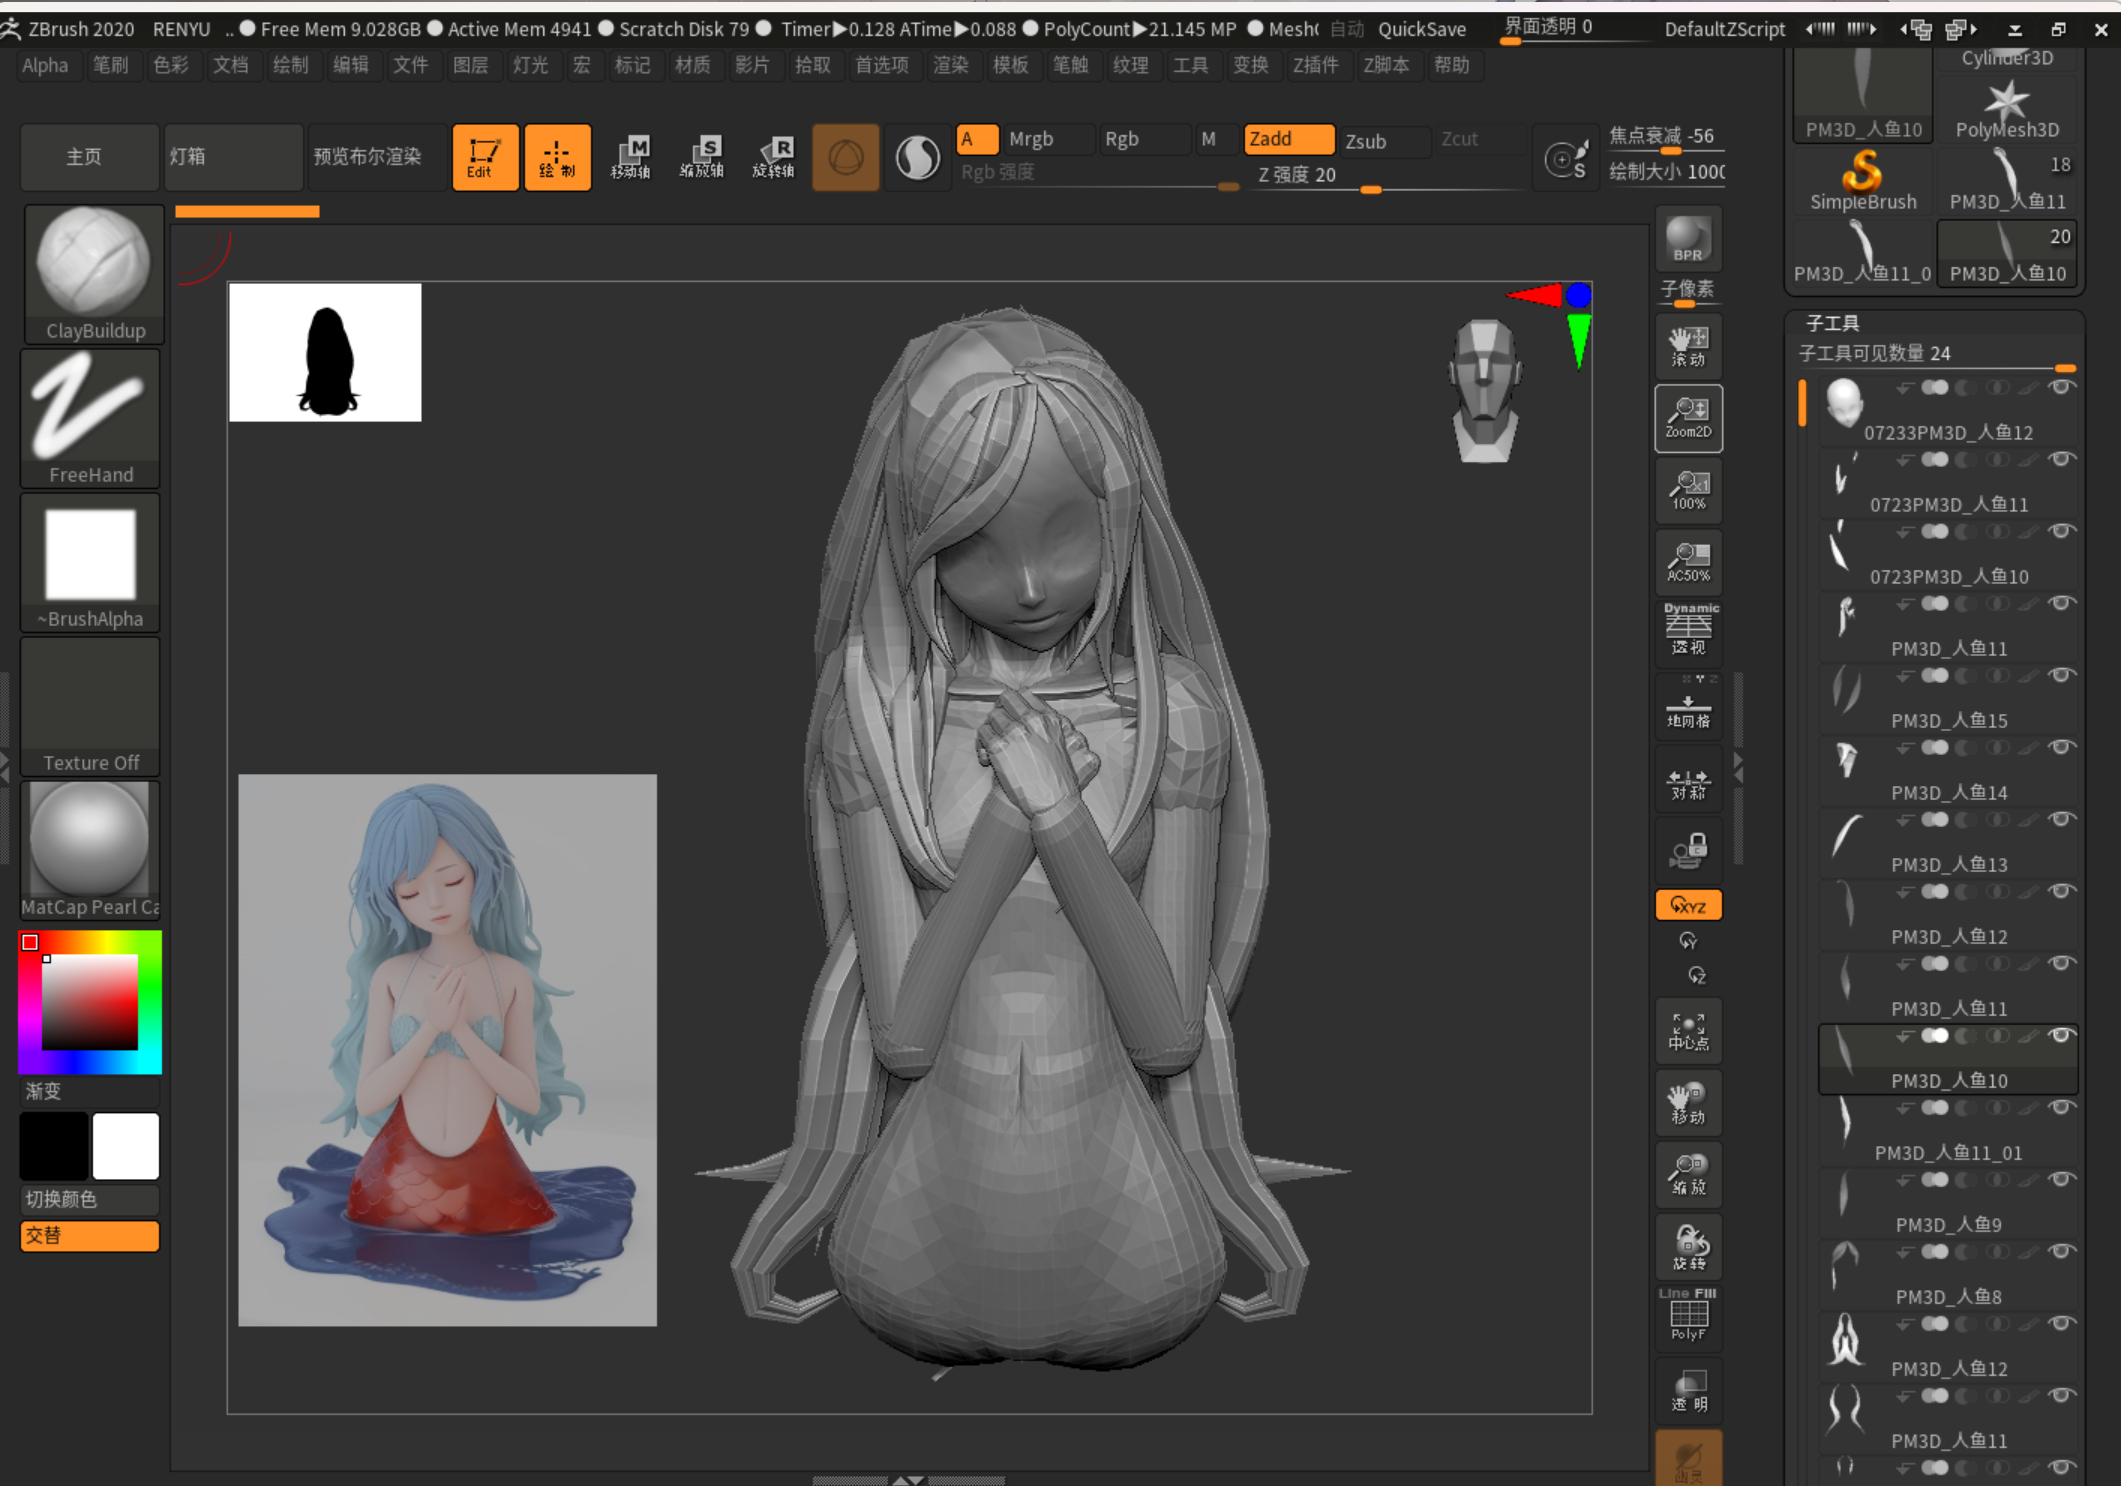 ZBrush 2020 RENYU .. Free Mem 9.028GB Active Mem 4941 Scratch Disk 79 Timer▶0.128 ATime▶0.088 PolyCount▶21.145 MP Mesh( 自动 QuickSave 界面透明 0 DefaultZScript
Alpha 笔刷 色彩 文档 绘制 编辑 文件 图层 灯光 宏 标记 材质 影片 拾取 首选项 渲染 模板 笔触 纹理 工具 变换 Z插件 Z脚本 帮助
主页 灯箱 预览布尔渲染 Edit 绘制 移动轴 缩放轴 旋转轴
M
S
R
A Mrgb Rgb M Zadd Zsub Zcut
Rgb 强度 Z 强度 20
S
焦点衰减 -56
绘制大小 1000
ClayBuildup
FreeHand
~BrushAlpha
Texture Off
MatCap Pearl Ca
渐变
切换颜色
交替
BPR
子像素
滚动
Zoom2D
100%
AC50%
Dynamic
透视
地网格
对称
XYZ
Y
Z
中心点
移动
缩放
旋转
Line Fill
PolyF
透明
Cylinder3D
PM3D_人鱼10
PolyMesh3D
SimpleBrush
18
PM3D_人鱼11
PM3D_人鱼11_0
20
PM3D_人鱼10
子工具
子工具可见数量 24
07233PM3D_人鱼12
0723PM3D_人鱼11
0723PM3D_人鱼10
PM3D_人鱼11
PM3D_人鱼15
PM3D_人鱼14
PM3D_人鱼13
PM3D_人鱼12
PM3D_人鱼11
PM3D_人鱼10
PM3D_人鱼11_01
PM3D_人鱼9
PM3D_人鱼8
PM3D_人鱼12
PM3D_人鱼11